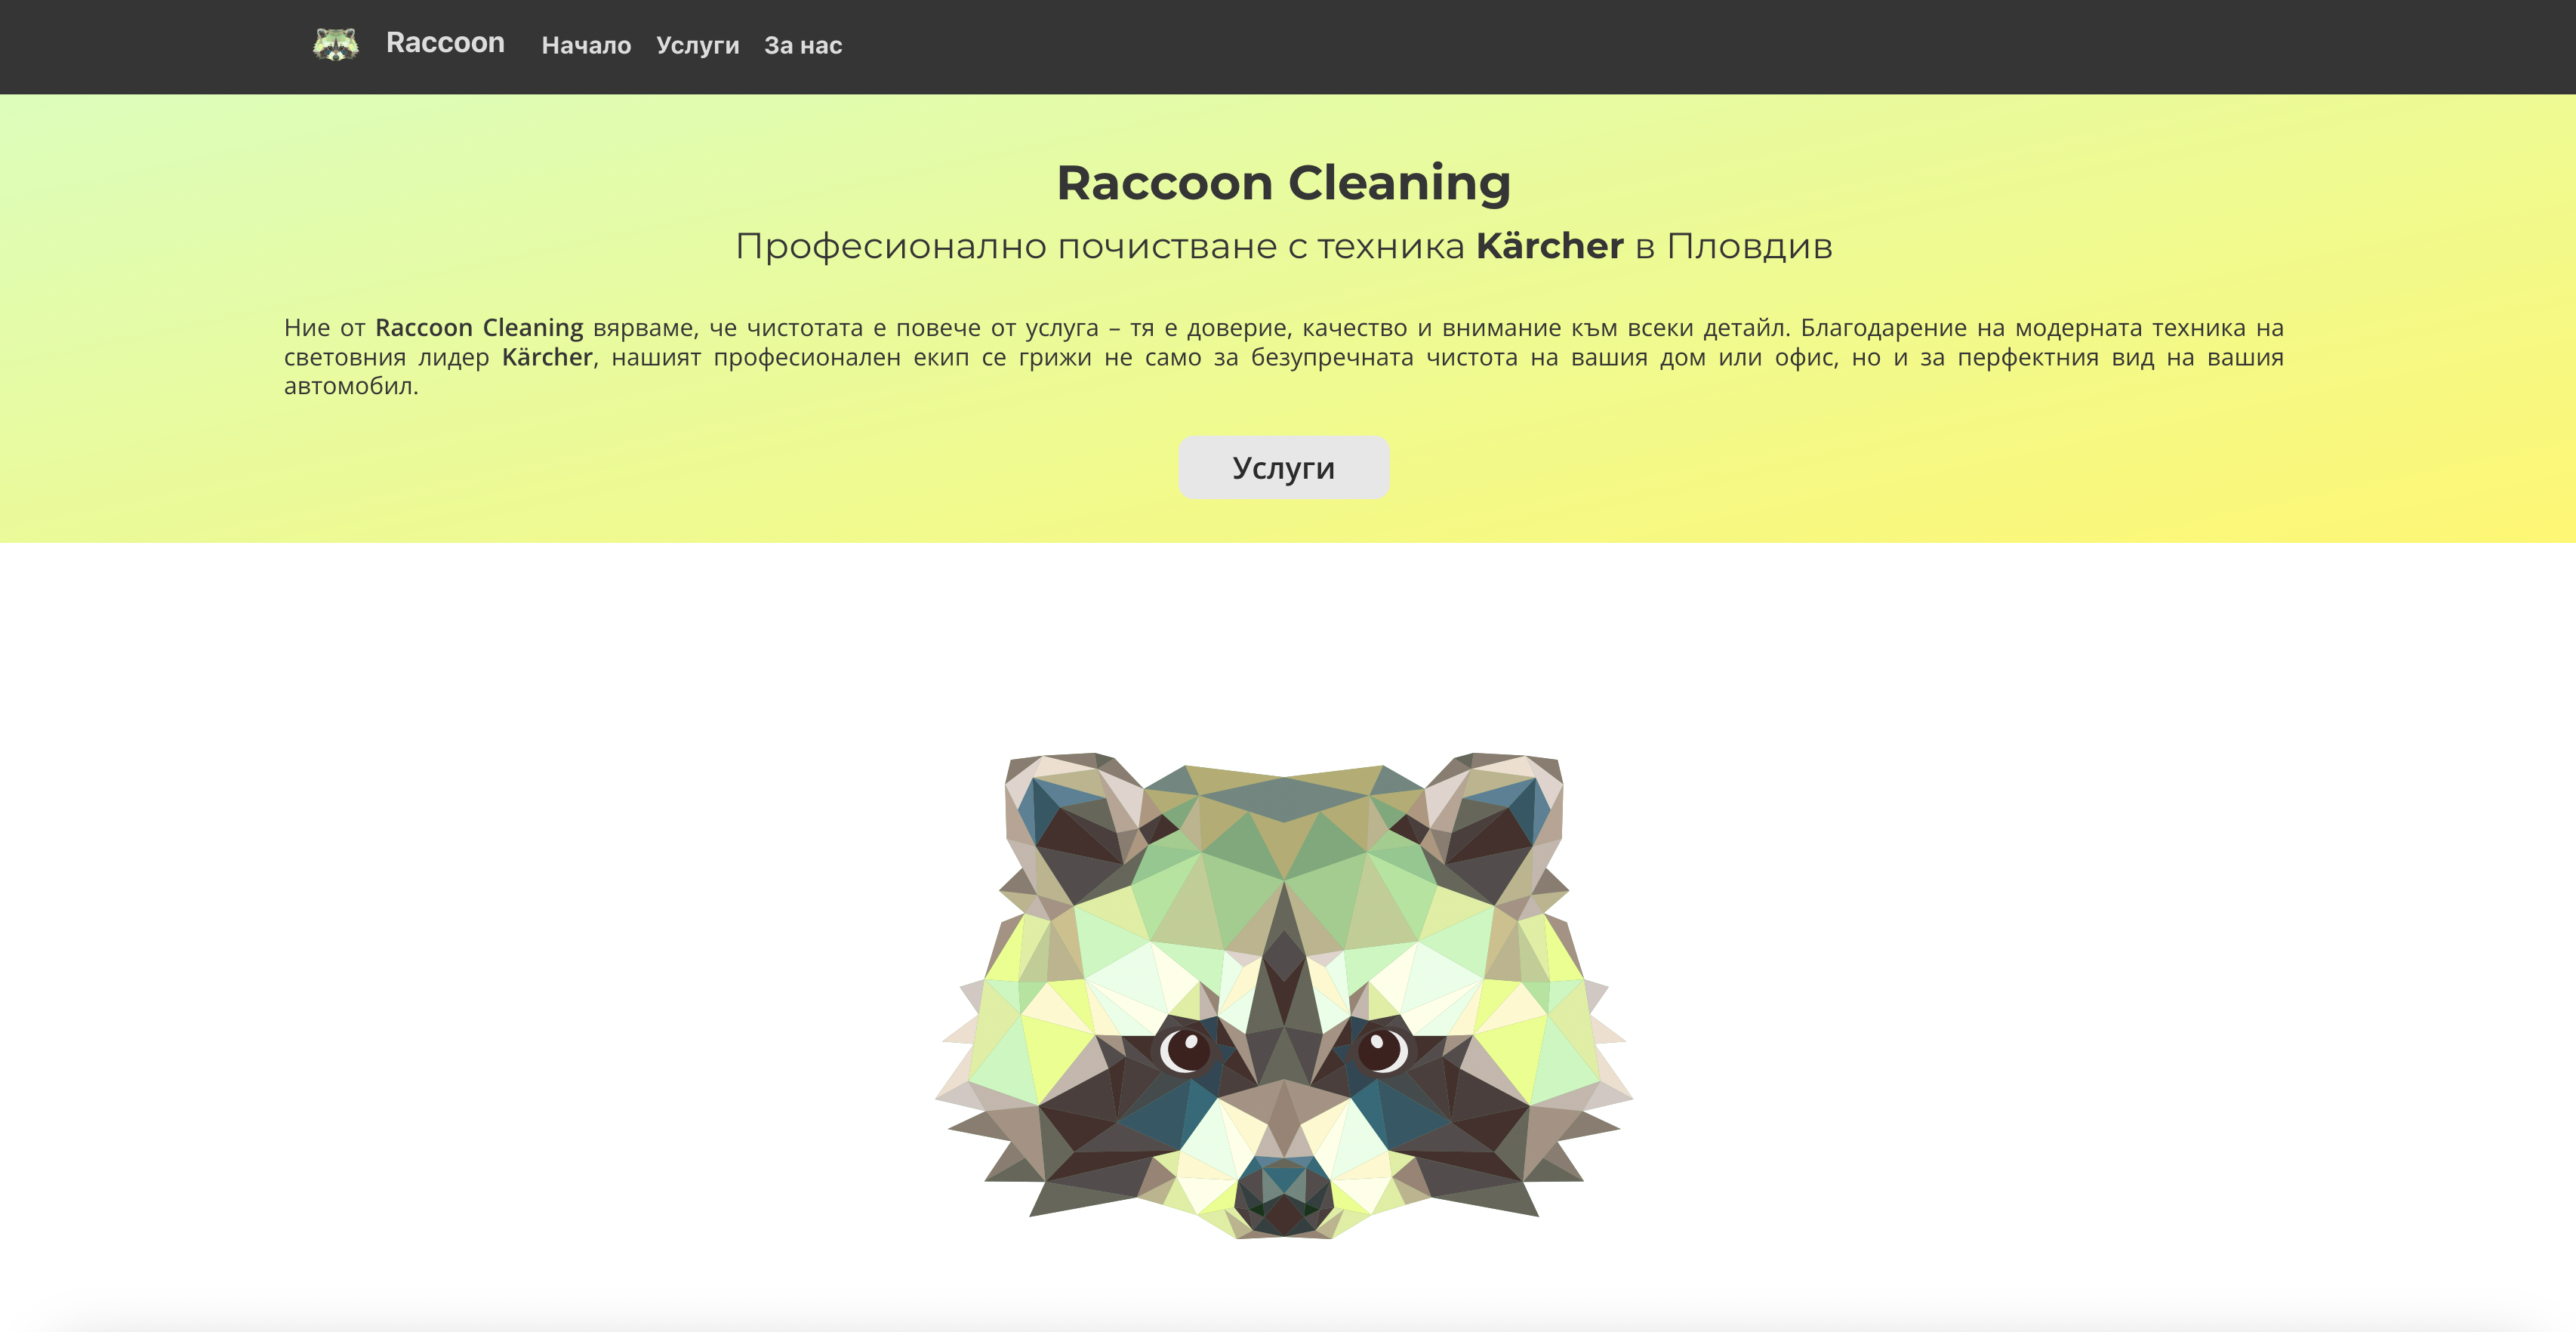 Raccoon Начало Услуги За нас
Raccoon Cleaning
Професионално почистване с техника Kärcher в Пловдив
Ние от Raccoon Cleaning вярваме, че чистотата е повече от услуга – тя е доверие, качество и внимание към всеки детайл. Благодарение на модерната техника на
световния лидер Kärcher, нашият професионален екип се грижи не само за безупречната чистота на вашия дом или офис, но и за перфектния вид на вашия
автомобил.
Услуги